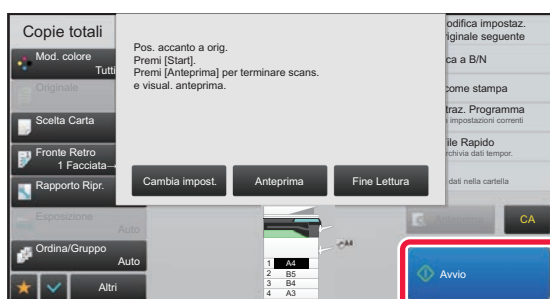 Copie totali
Mod. colore
Tutti
Originale
Scelta Carta
Fronte Retro
1 Facciata→
Rapporto Ripr.
Esposizione
Auto
Ordina/Gruppo
Auto
Altri
Pos. accanto a orig.
Premi [Start].
Premi [Anteprima] per terminare scans.
e visual. anteprima.
Cambia impost.
Anteprima
Fine Lettura
1 A4
2 B5
3 B4
4 A3
odifica impostaz.
riginale seguente
ca a B/N
come stampa
traz. Programma
impostazioni correnti
ile Rapido
rchivia dati tempor.
dati nella cartella
Anteprima
CA
Avvio